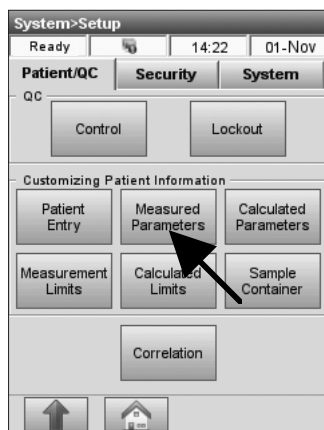 System>Setup
Ready 14:22 01-Nov
Patient/QC Security System
QC
Control Lockout
Customizing Patient Information
Patient Entry Measured Parameters Calculated Parameters
Measurement Limits Calculated Limits Sample Container
Correlation